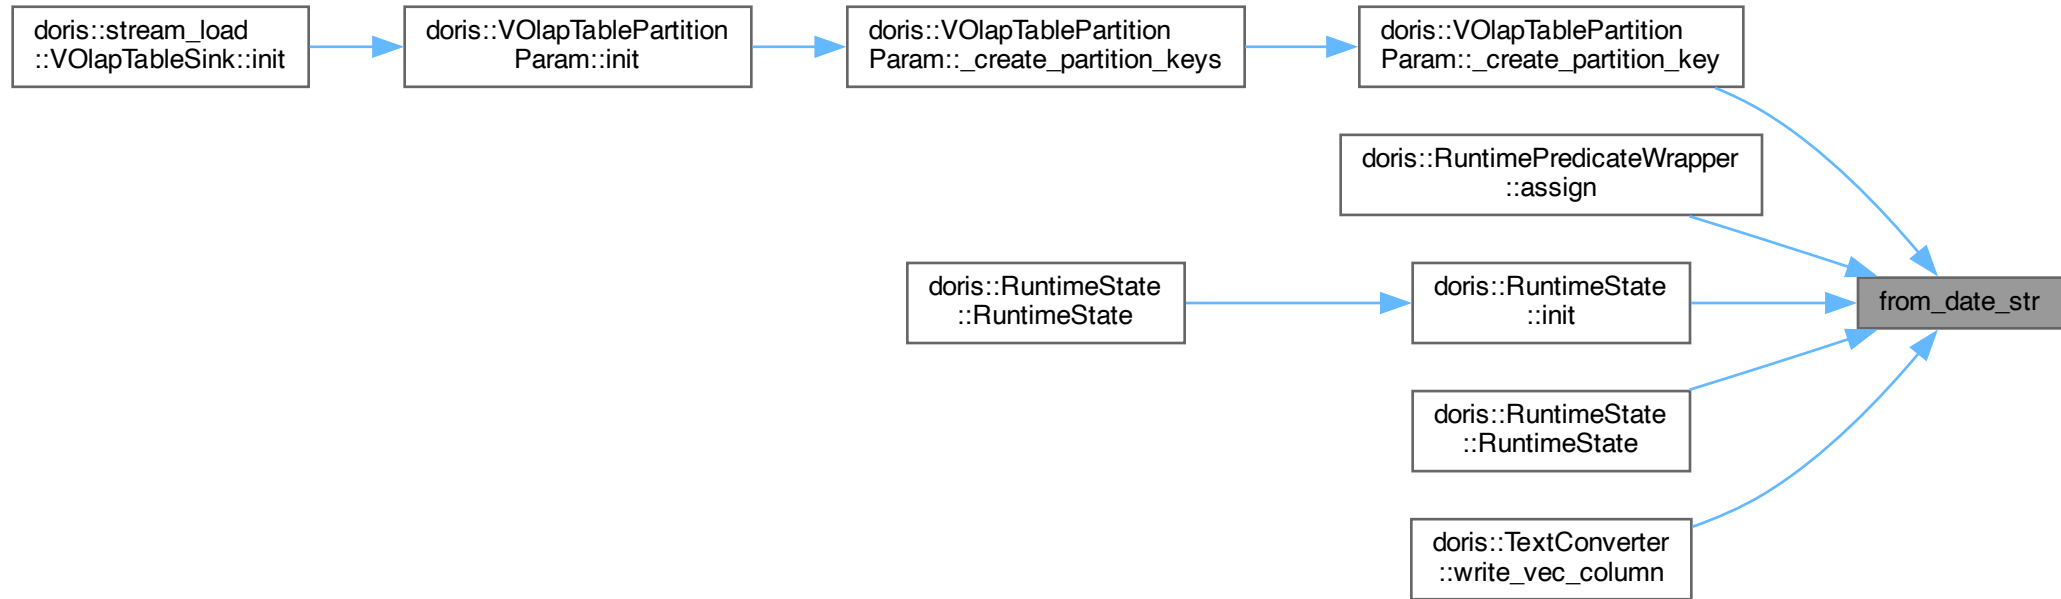 doris::stream_load
::VOlapTableSink::init
doris::VOlapTablePartition
Param::init
doris::VOlapTablePartition
Param::_create_partition_keys
doris::VOlapTablePartition
Param::_create_partition_key
doris::RuntimePredicateWrapper
::assign
doris::RuntimeState
::RuntimeState
doris::RuntimeState
::init
from_date_str
doris::RuntimeState
::RuntimeState
doris::TextConverter
::write_vec_column